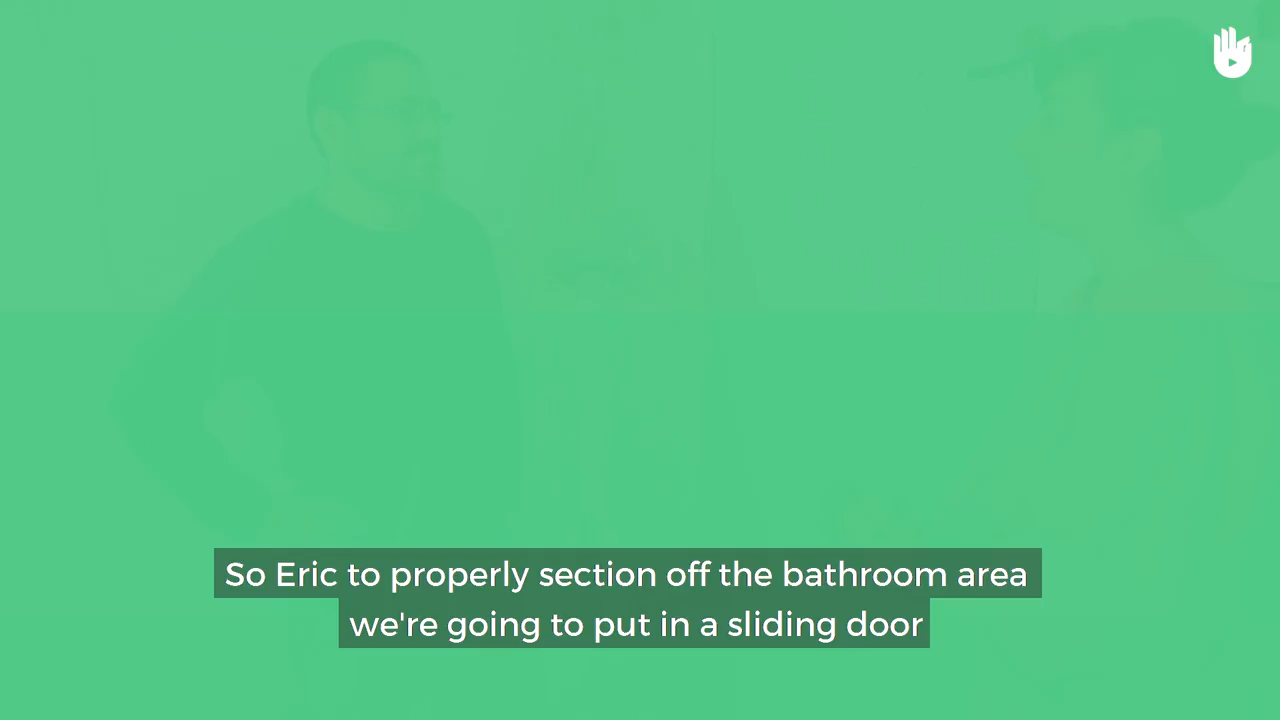 So Eric to properly section off the bathroom area
we're going to put in a sliding door